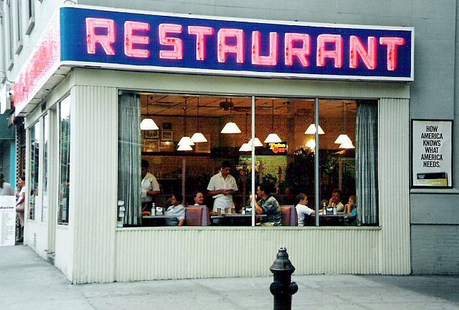 RESTAURANT
HOW
AMERICA
KNOWS
WHAT
AMERICA
NEEDS.